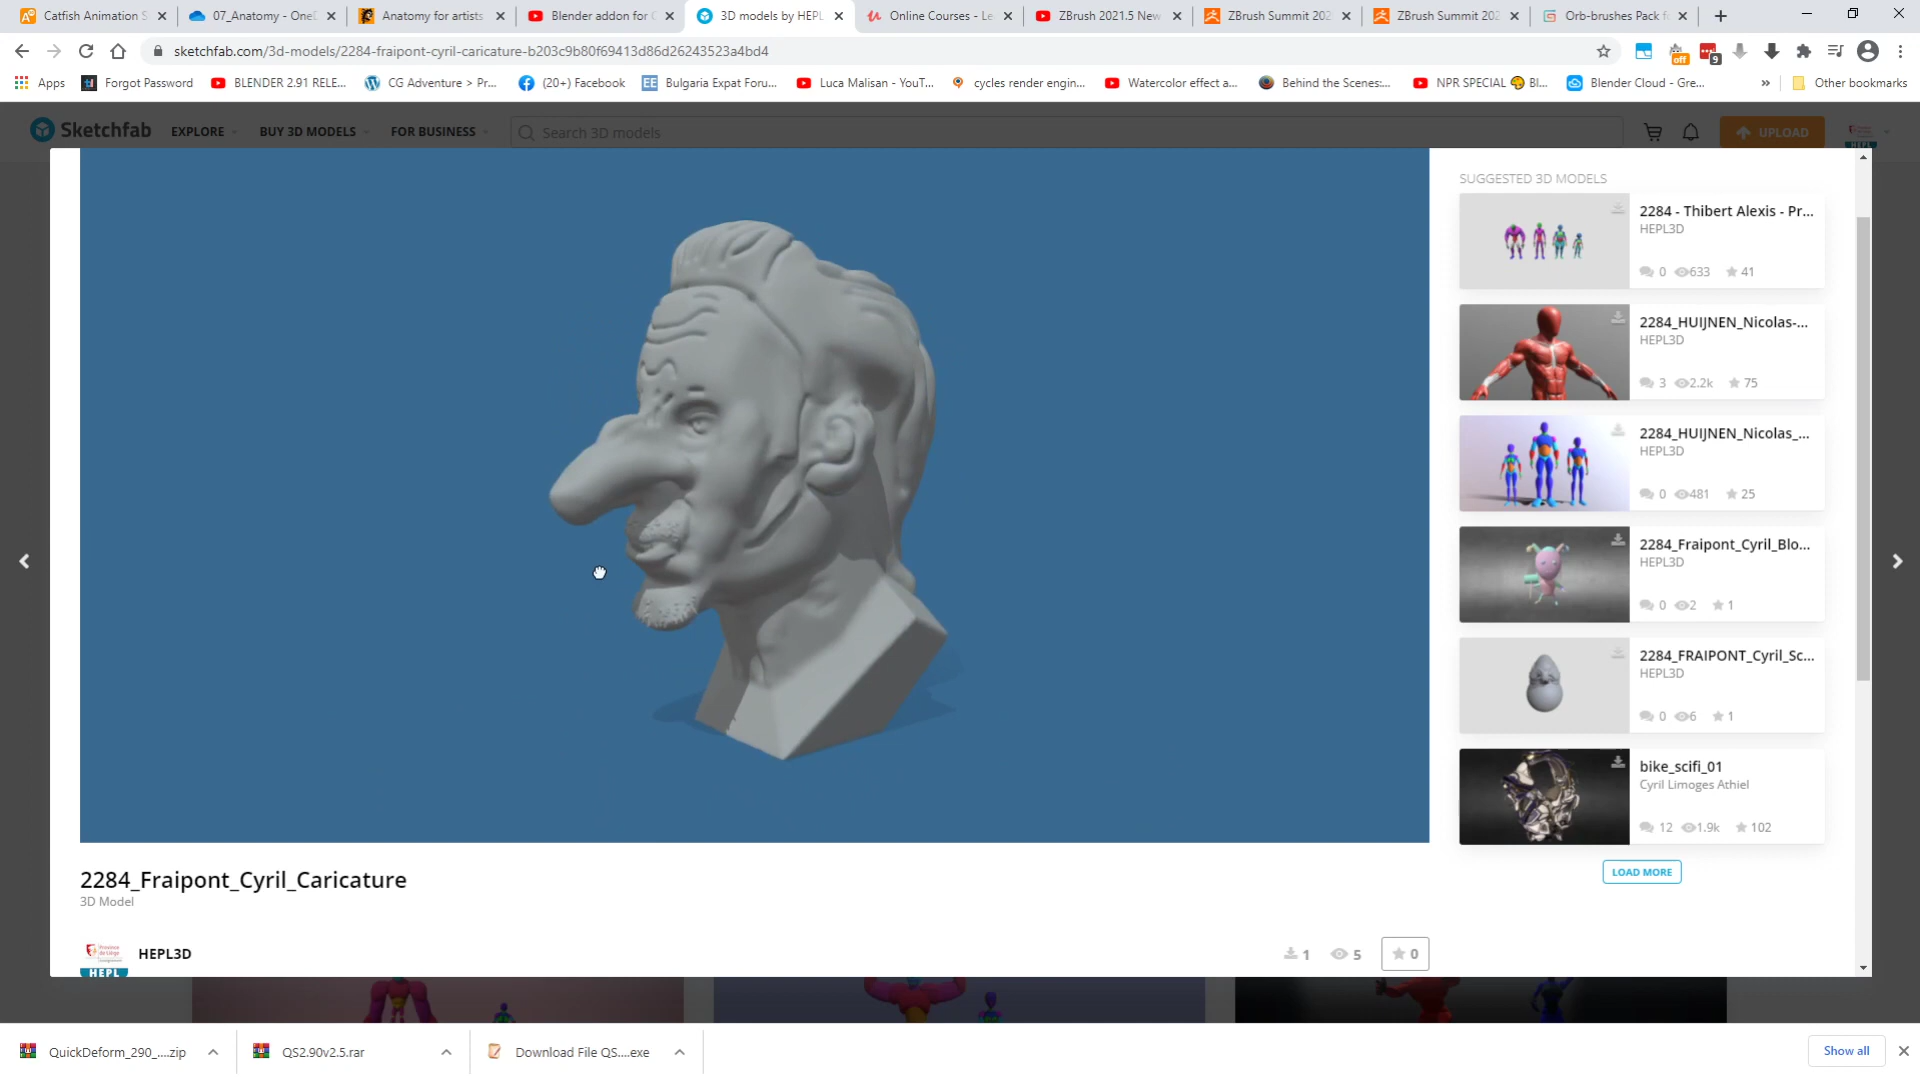 Catfish Animation S
07_Anatomy - OneD
Anatomy for artists
Blender addon for C
3D models by HEPL
Online Courses - Le
ZBrush 2021.5 New
ZBrush Summit 202
ZBrush Summit 202
Orb-brushes Pack f
sketchfab.com/3d-models/2284-fraipont-cyril-caricature-b203c9b80f69413d86d26243523a4bd4
off
9
Apps
Forgot Password
BLENDER 2.91 RELE...
CG Adventure > Pr...
(20+) Facebook
EE
Bulgaria Expat Foru...
Luca Malisan - YouT...
cycles render engin...
Watercolor effect a...
Behind the Scenes:...
NPR SPECIAL Bl...
Blender Cloud - Gre...
»
Other bookmarks
Sketchfab
EXPLORE
BUY 3D MODELS
FOR BUSINESS
Search 3D models
UPLOAD
HEPL
SUGGESTED 3D MODELS
2284 - Thibert Alexis - Pr...
HEPL3D
0 633 41
2284_HUIJNEN_Nicolas-...
HEPL3D
3 2.2k 75
2284_HUIJNEN_Nicolas_...
HEPL3D
0 481 25
2284_Fraipont_Cyril_Blo...
HEPL3D
0 2 1
2284_FRAIPONT_Cyril_Sc...
HEPL3D
0 6 1
bike_scifi_01
Cyril Limoges Athiel
12 1.9k 102
LOAD MORE
2284_Fraipont_Cyril_Caricature
3D Model
HEPL
HEPL3D
1 5 0
QuickDeform_290_....zip
QS2.90v2.5.rar
Download File QS....exe
Show all